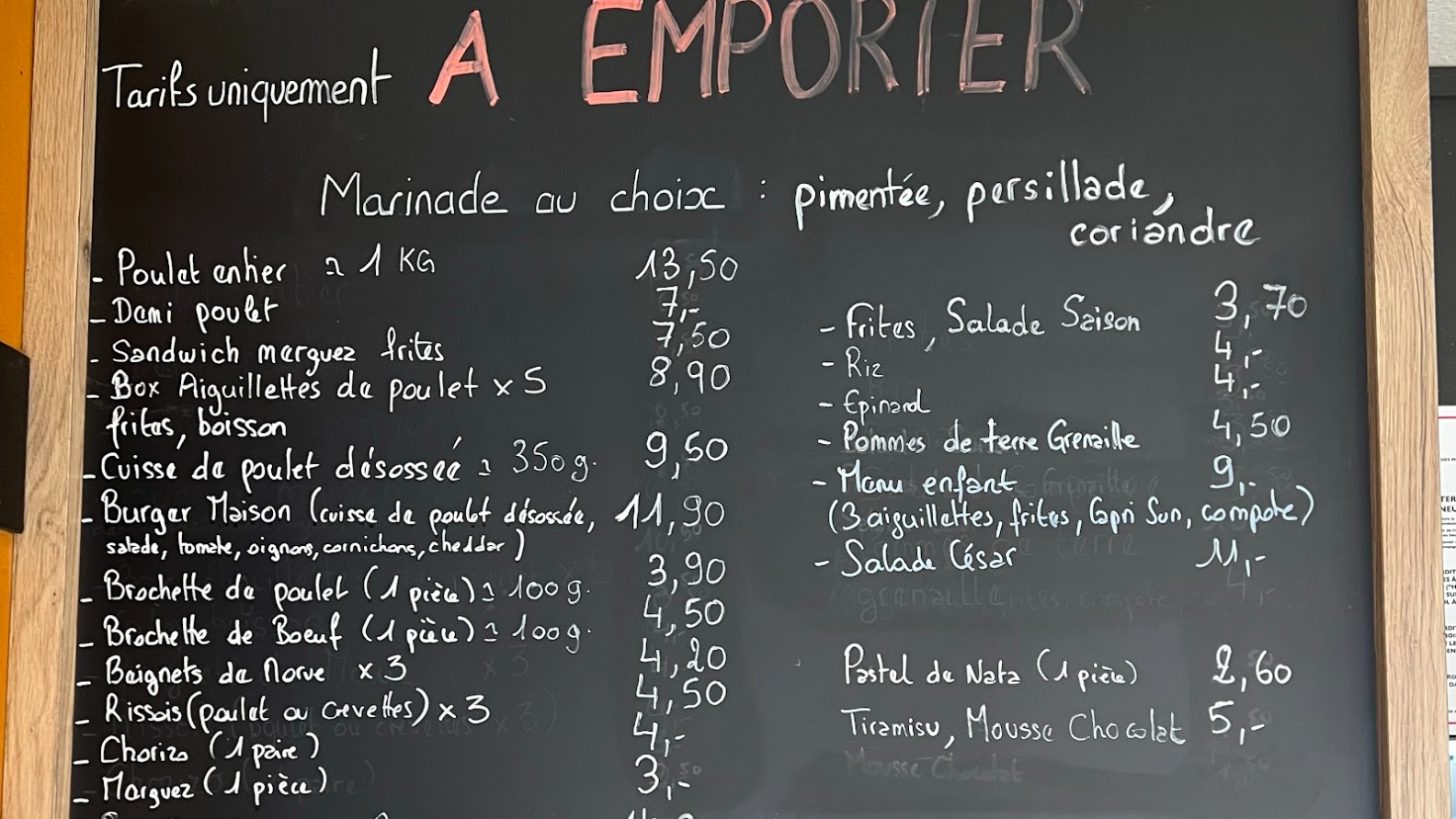 Tarifs uniquement A EMPORTER
Marinade au choix : pimentée, persillade,
coriandre
- Poulet entier ≃ 1 KG 13,50
- Demi poulet 7,-
- Sandwich merguez frites 7,50
- Box Aiguillettes de poulet x 5 8,90
frites, boisson
- Cuisse de poulet désossée ≃ 350 g. 9,50
- Burger Maison (cuisse de poulet désossée, 11,90
salade, tomate, oignons, cornichons, cheddar)
- Brochette de poulet (1 pièce) ≃ 100 g. 3,90
- Brochette de Boeuf (1 pièce) ≃ 100 g. 4,50
- Beignets de Morue x 3 4,20
- Rissois (poulet ou crevettes) x 3 4,50
- Chorizo (1 paire) 4,-
- Merguez (1 pièce) 3,-
- Frites, Salade Saison 3,70
- Riz 4,-
- Epinard 4,-
- Pommes de terre Grenaille 4,50
- Menu enfant 9,-
(3 aiguillettes, frites, Capri Sun, compote)
- Salade César 11,-
Pastel de Nata (1 pièce) 2,60
Tiramisu, Mousse Chocolat 5,-
Mousse Chocolat